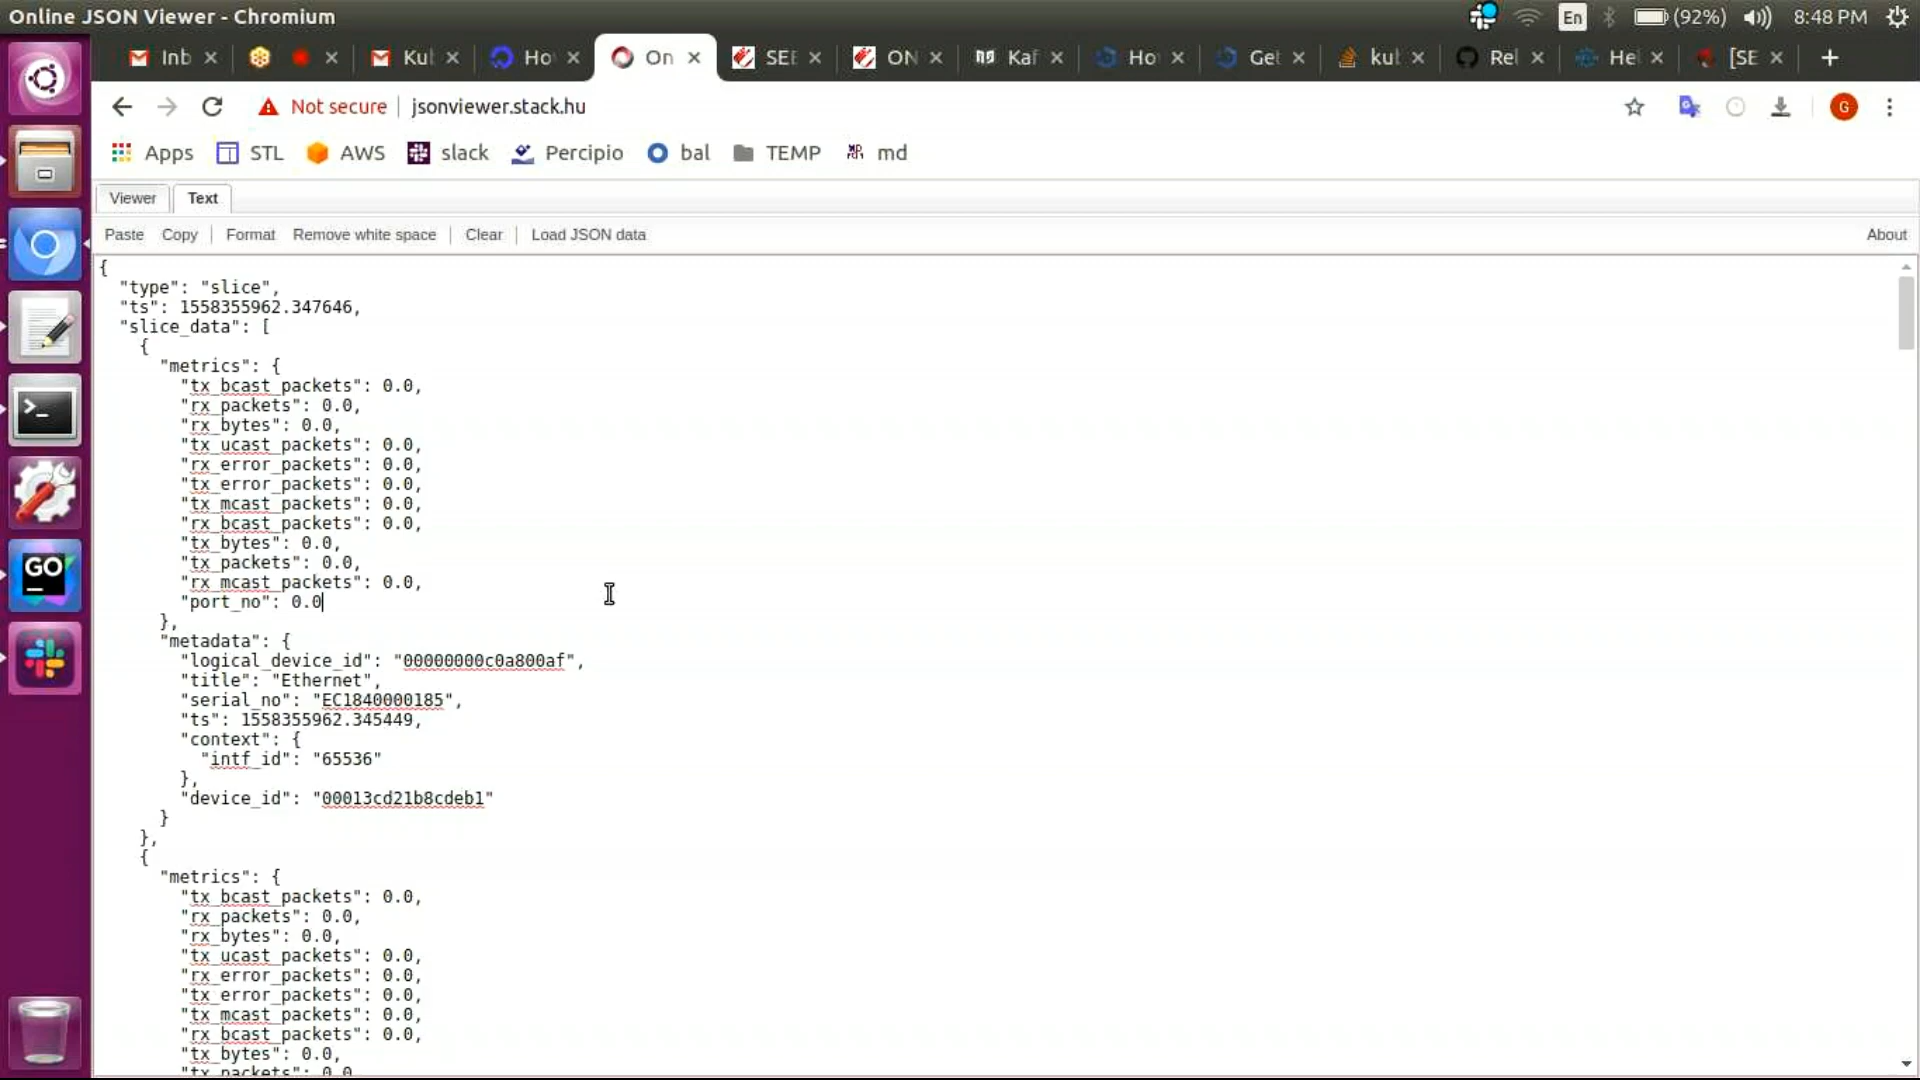 Online JSON Viewer - Chromium
En (92%) 8:48 PM
Inb Kul Ho On SEE ON Kaf Ho Get kul Rel Hel [SE
Not secure jsonviewer.stack.hu G
Apps STL AWS slack Percipio bal TEMP md
Viewer Text
Paste Copy Format Remove white space Clear Load JSON data About
{
"type": "slice",
"ts": 1558355962.347646,
"slice_data": [
{
"metrics": {
"tx_bcast_packets": 0.0,
"rx_packets": 0.0,
"rx_bytes": 0.0,
"tx_ucast_packets": 0.0,
"rx_error_packets": 0.0,
"tx_error_packets": 0.0,
"tx_mcast_packets": 0.0,
"rx_bcast_packets": 0.0,
"tx_bytes": 0.0,
"tx_packets": 0.0,
"rx_mcast_packets": 0.0,
"port_no": 0.0
},
"metadata": {
"logical_device_id": "00000000c0a800af",
"title": "Ethernet",
"serial_no": "EC1840000185",
"ts": 1558355962.345449,
"context": {
"intf_id": "65536"
},
"device_id": "00013cd21b8cdeb1"
}
},
{
"metrics": {
"tx_bcast_packets": 0.0,
"rx_packets": 0.0,
"rx_bytes": 0.0,
"tx_ucast_packets": 0.0,
"rx_error_packets": 0.0,
"tx_error_packets": 0.0,
"tx_mcast_packets": 0.0,
"rx_bcast_packets": 0.0,
"tx_bytes": 0.0,
"tx_packets": 0.0
GO